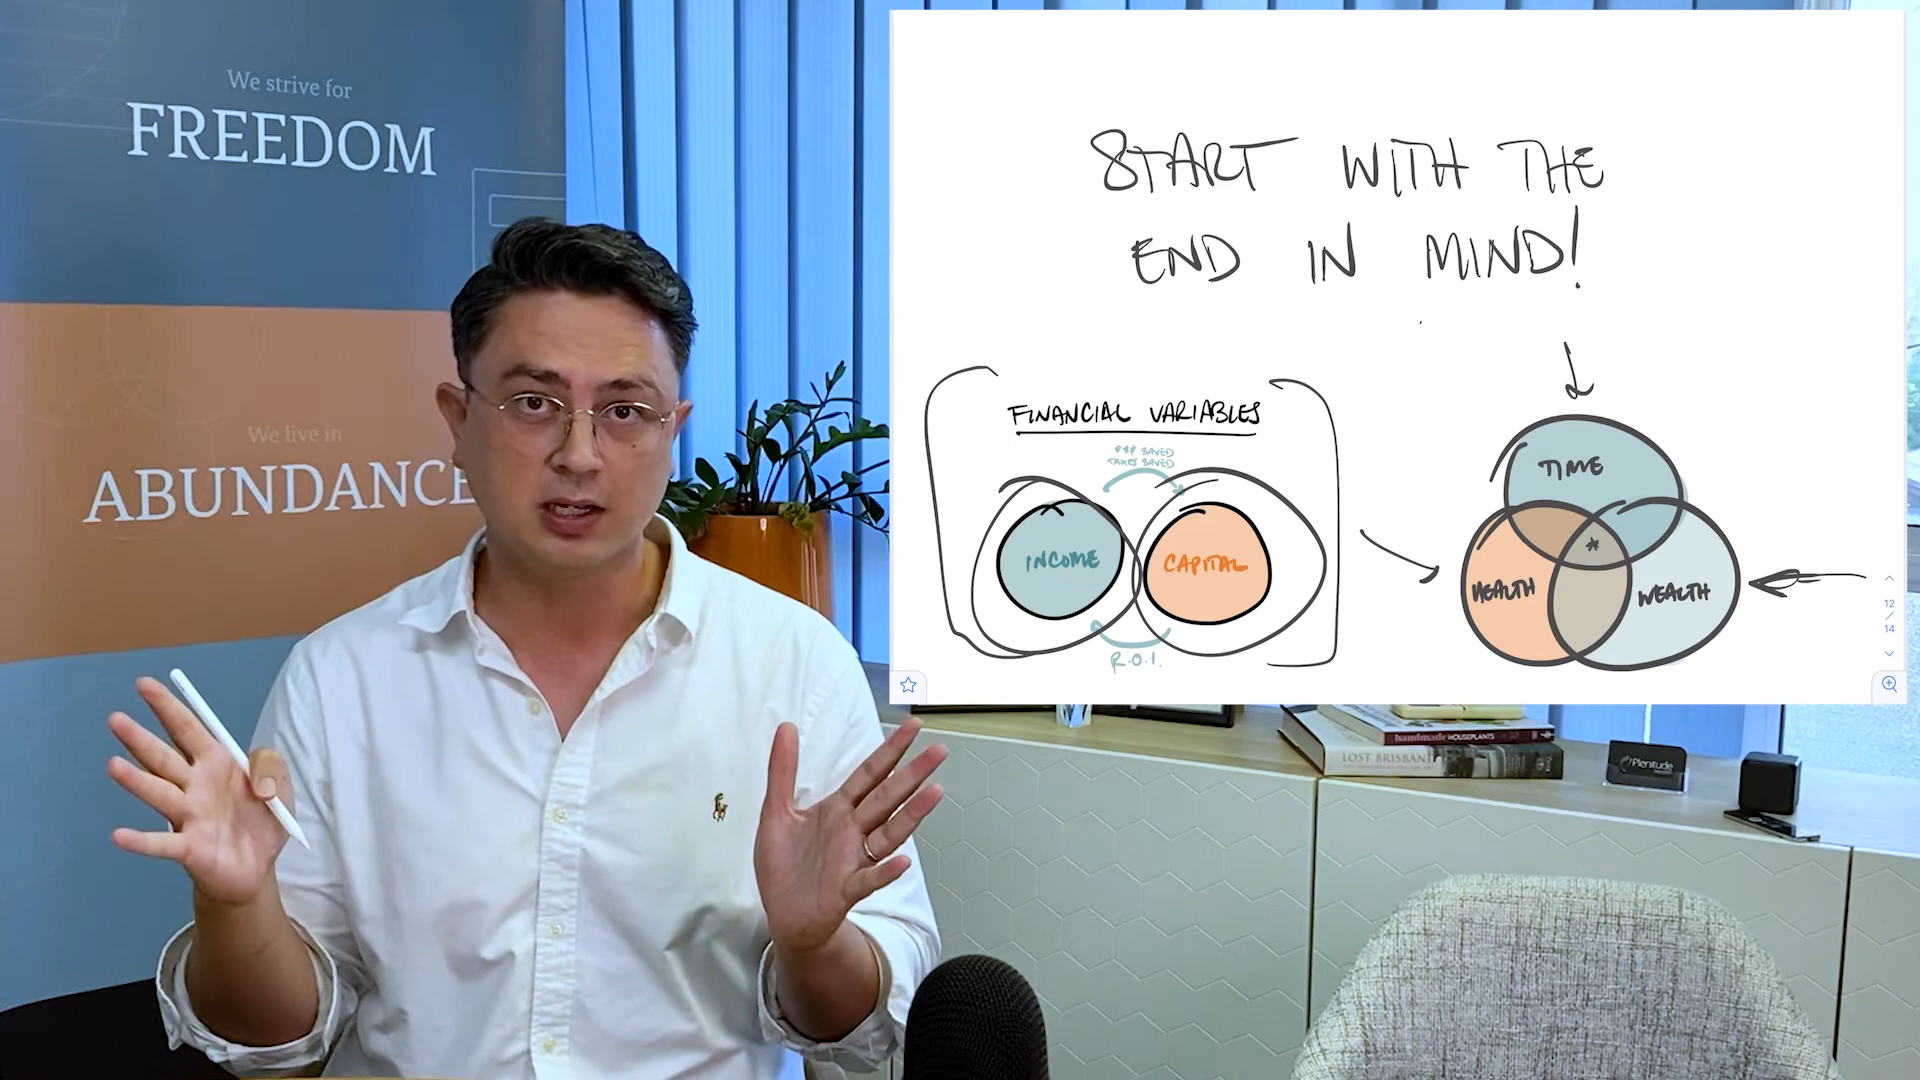 We strive for
FREEDOM
We live in
ABUNDANCE
START WITH THE
END IN MIND!
FINANCIAL VARIABLES
$$$ SAVED
TAXES SAVED
INCOME
CAPITAL
R.O.I.
TIME
HEALTH
WEALTH
*
12
/
14
handmade HOUSEPLANTS
LOST BRISBANE
Plenitude